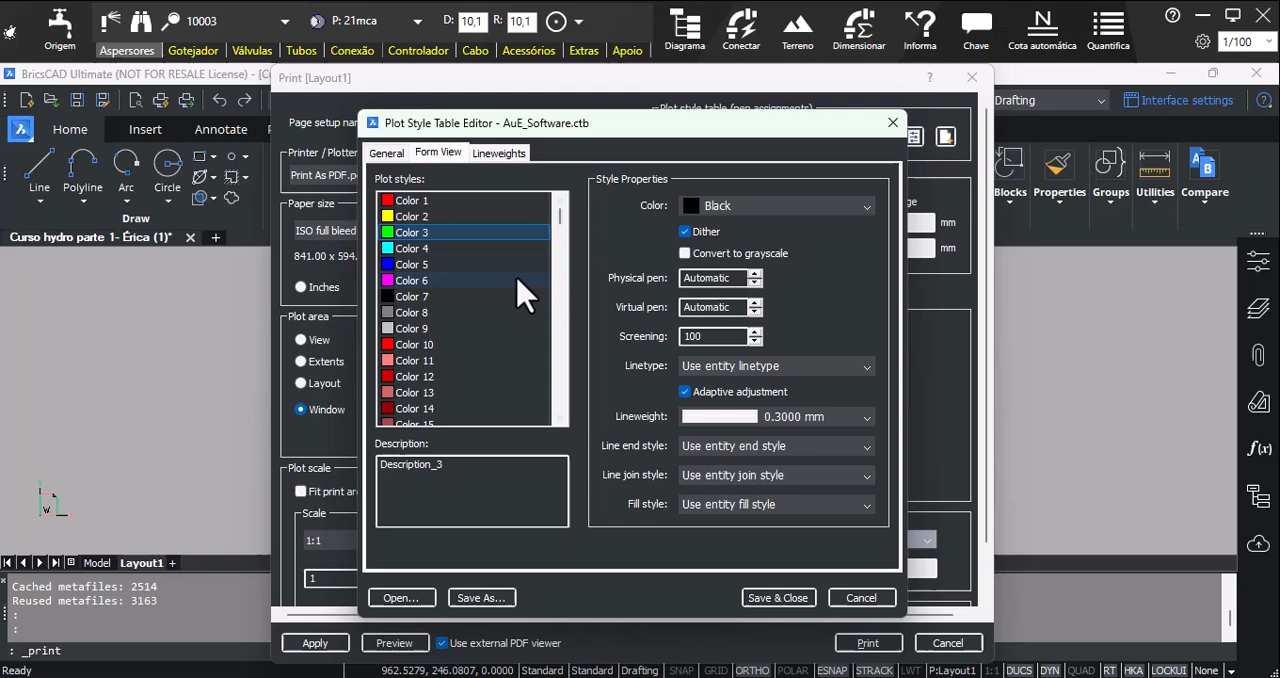 10003
P: 21mca
D: 10,1 R: 10,1
Origem
Aspersores Gotejador Válvulas Tubos Conexão Controlador Cabo Acessórios Extras Apoio
Diagrama Conectar Terreno Dimensionar Informa Chave Cota automática Quantifica
1/100
BricsCAD Ultimate (NOT FOR RESALE License) - [C
Drafting
Interface settings
Home Insert Annotate
Line Polyline Arc Circle
Draw
Blocks Properties Groups Utilities Compare
Curso hydro parte 1- Érica (1)*
Print [Layout1]
Page setup nam
Plot style table (pen assignments)
Printer / Plotter
Print As PDF.p
Paper size
ISO full bleed
841.00 x 594.
Inches
Plot area
View
Extents
Layout
Window
Plot scale
Fit print are
Scale
1:1
1
ge
mm
mm
Apply
Preview
Use external PDF viewer
Print
Cancel
Plot Style Table Editor - AuE_Software.ctb
General Form View Lineweights
Plot styles:
Color 1
Color 2
Color 3
Color 4
Color 5
Color 6
Color 7
Color 8
Color 9
Color 10
Color 11
Color 12
Color 13
Color 14
Color 15
Description:
Description_3
Style Properties
Color: Black
Dither
Convert to grayscale
Physical pen: Automatic
Virtual pen: Automatic
Screening: 100
Linetype: Use entity linetype
Adaptive adjustment
Lineweight: 0.3000 mm
Line end style: Use entity end style
Line join style: Use entity join style
Fill style: Use entity fill style
Open... Save As... Save & Close Cancel
W
Model Layout1
Cached metafiles: 2514
Reused metafiles: 3163
:
:
: _print
Ready
962.5279, 246.0807, 0.0000 Standard Standard Drafting SNAP GRID ORTHO POLAR ESNAP STRACK LWT P:Layout1 1:1 DUCS DYN QUAD RT HKA LOCKUI None